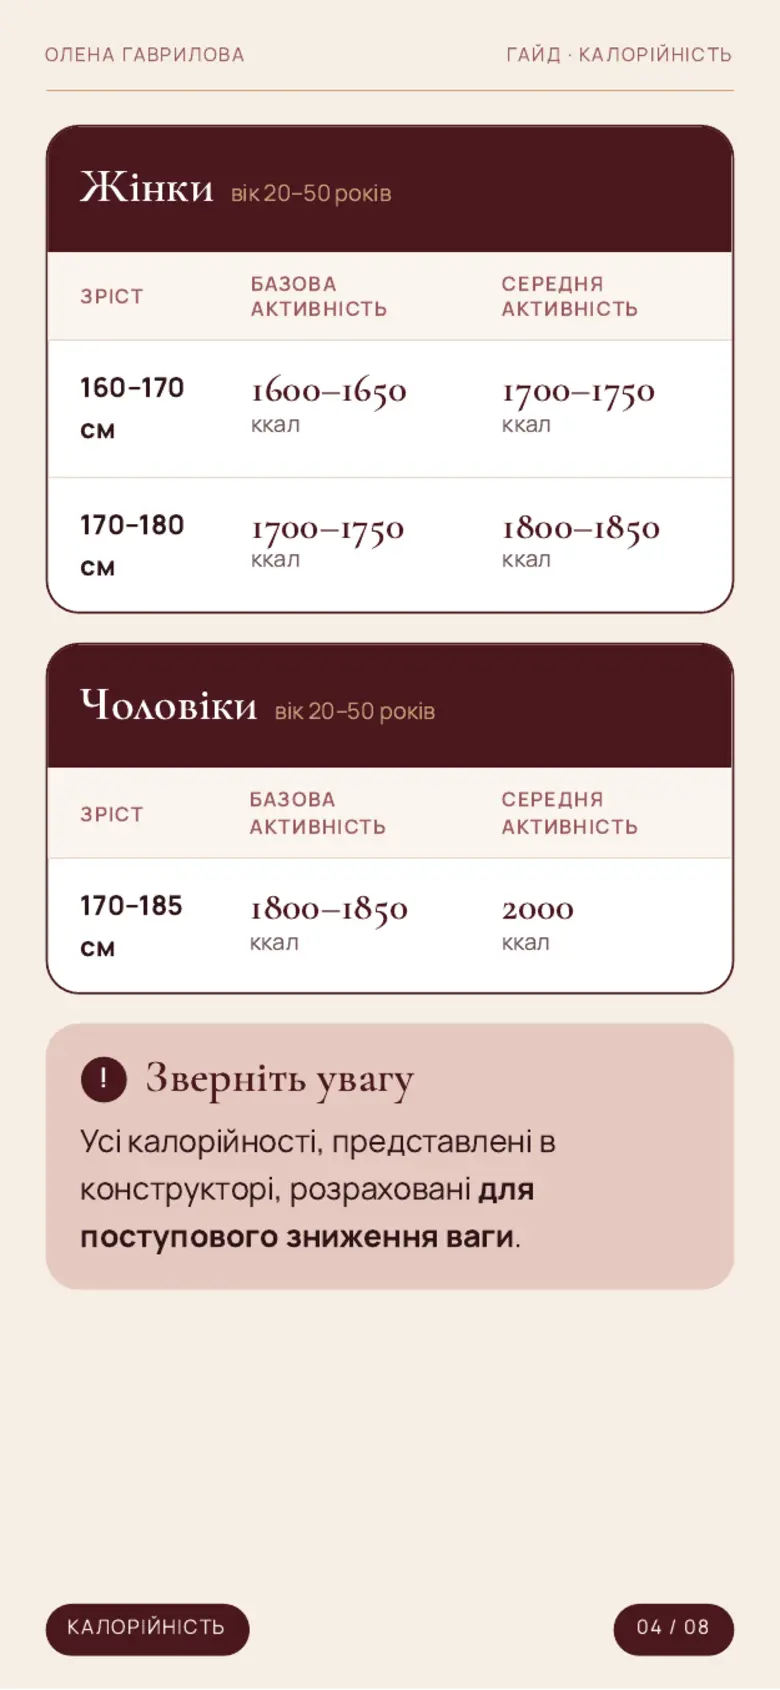 ОЛЕНА ГАВРИЛОВА
ГАЙД · КАЛОРІЙНІСТЬ
Жінки вік 20–50 років
ЗРІСТ
БАЗОВА
АКТИВНІСТЬ
СЕРЕДНЯ
АКТИВНІСТЬ
160–170
см
1600–1650
ккал
1700–1750
ккал
170–180
см
1700–1750
ккал
1800–1850
ккал
Чоловіки вік 20–50 років
ЗРІСТ
БАЗОВА
АКТИВНІСТЬ
СЕРЕДНЯ
АКТИВНІСТЬ
170–185
см
1800–1850
ккал
2000
ккал
! Зверніть увагу
Усі калорійності, представлені в
конструкторі, розраховані для
поступового зниження ваги.
КАЛОРІЙНІСТЬ
04 / 08